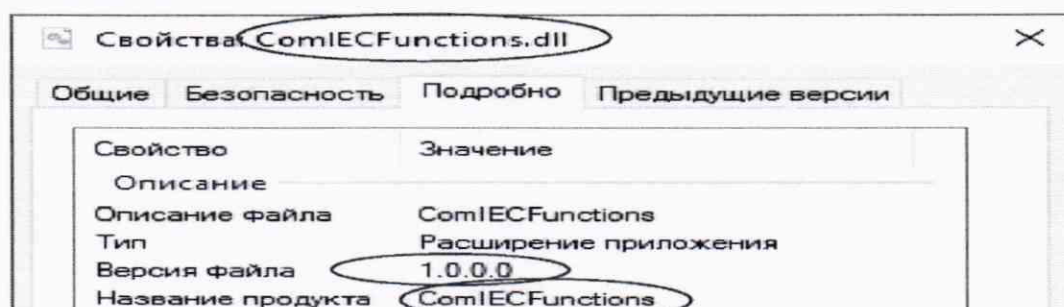 Свойства: ComIECFunctions.dll
Общие Безопасность Подробно Предыдущие версии
Свойство Значение
Описание
Описание файла ComIECFunctions
Тип Расширение приложения
Версия файла 1.0.0.0
Название продукта ComIECFunctions